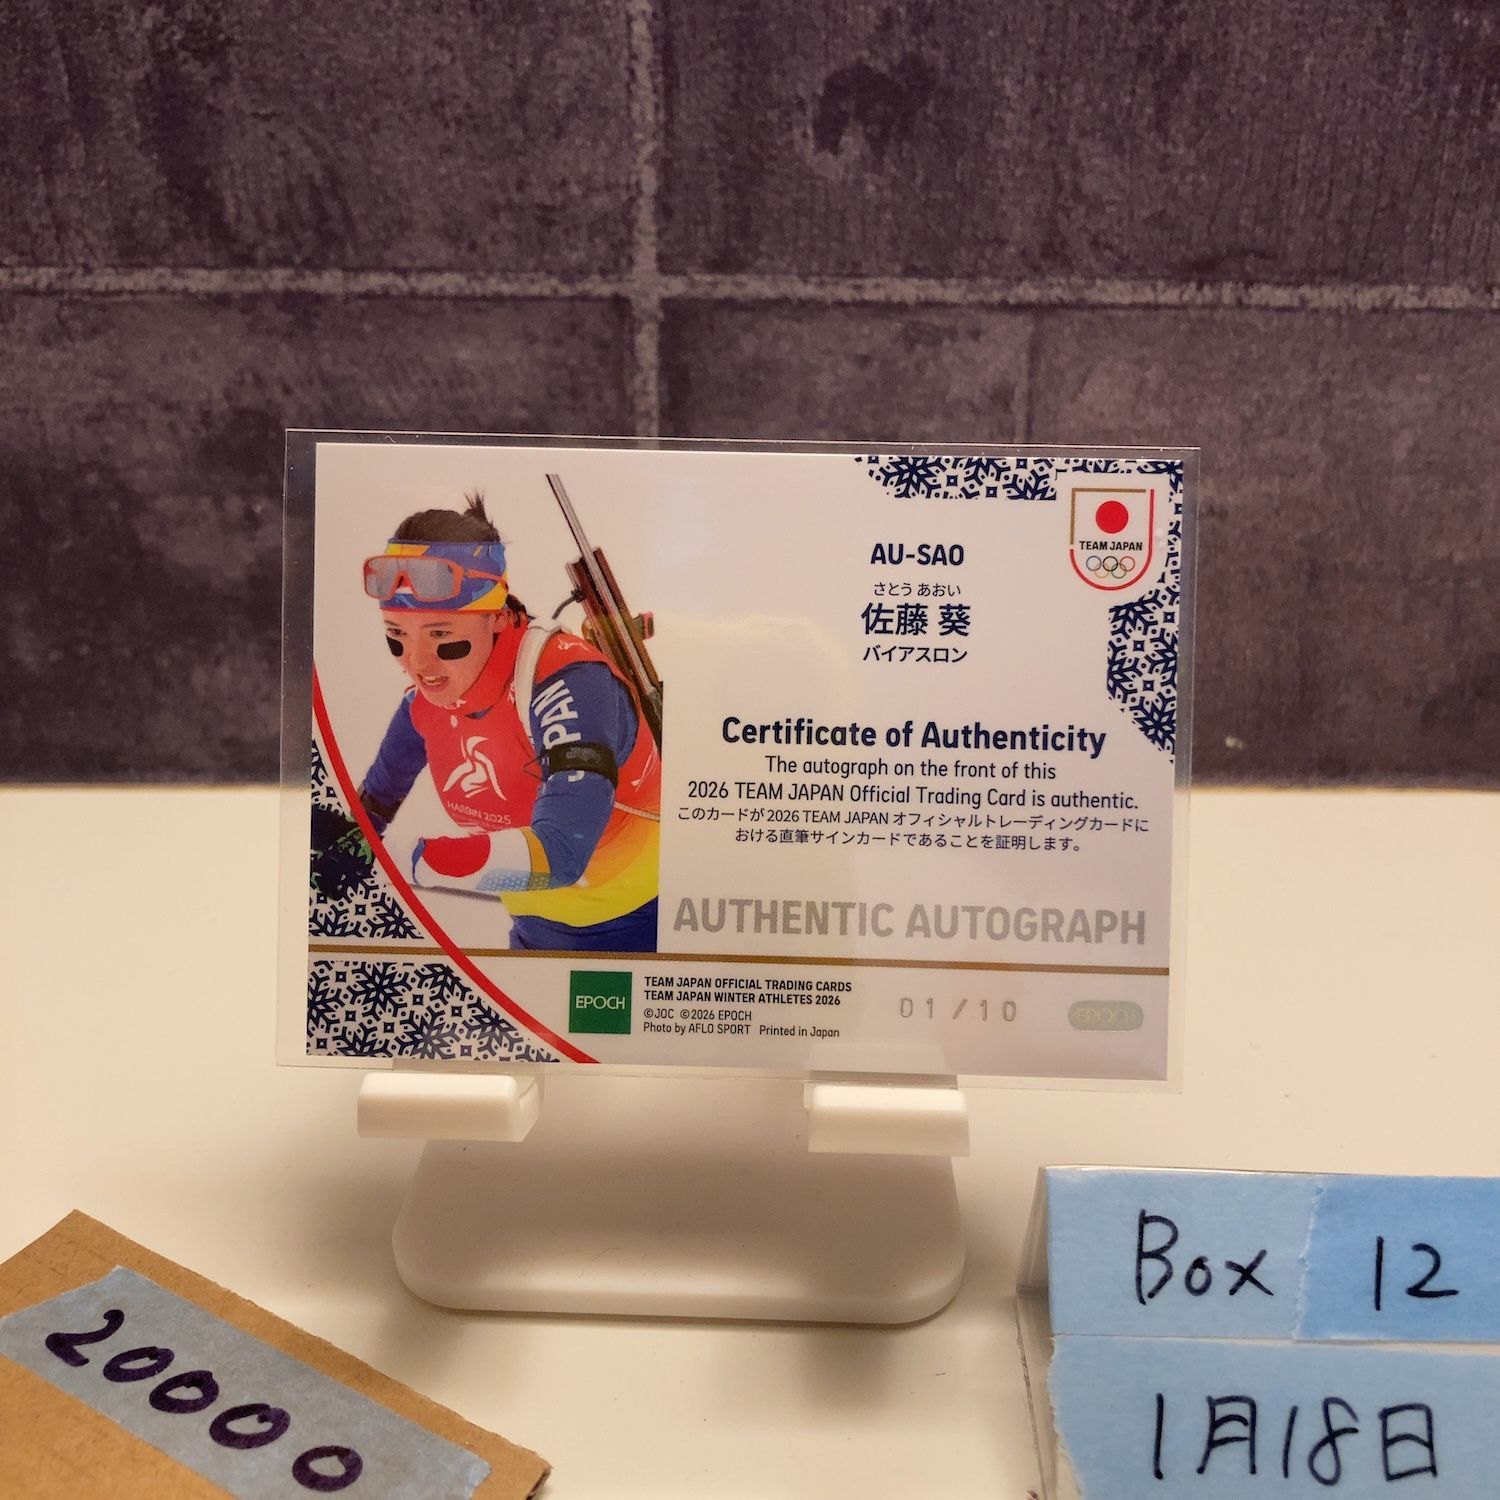 AU-SAO
さとう あおい
佐藤 葵
バイアスロン
TEAM JAPAN
JAPAN
HARBIN 2025
Certificate of Authenticity
The autograph on the front of this
2026 TEAM JAPAN Official Trading Card is authentic.
このカードが2026 TEAM JAPAN オフィシャルトレーディングカードに
おける直筆サインカードであることを証明します。
AUTHENTIC AUTOGRAPH
EPOCH
TEAM JAPAN OFFICIAL TRADING CARDS
TEAM JAPAN WINTER ATHLETES 2026
©JOC ©2026 EPOCH
Photo by AFLO SPORT Printed in Japan
01/10
EPOCH
20000
Box 12
1月18日